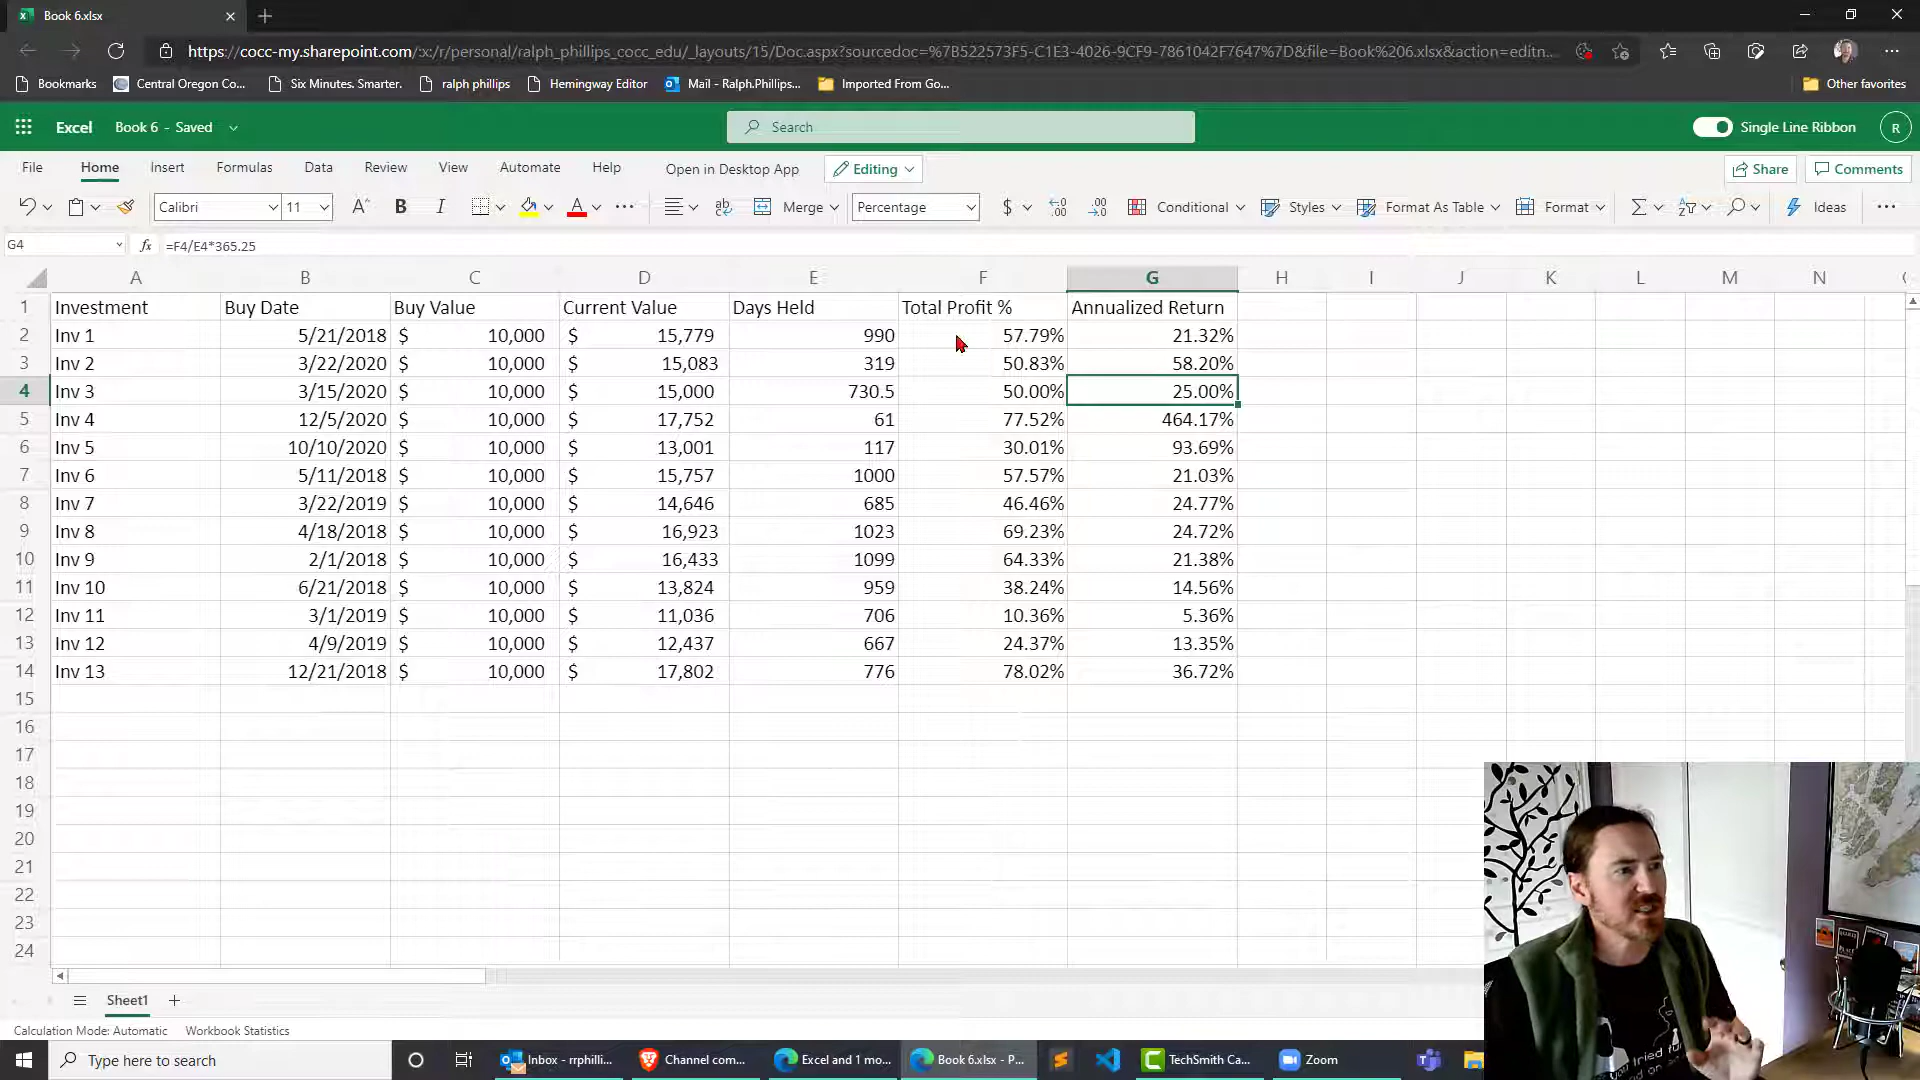 Book 6.xlsx
https://cocc-my.sharepoint.com/:x:/r/personal/ralph_phillips_cocc_edu/_layouts/15/Doc.aspx?sourcedoc=%7B522573F5-C1E3-4026-9CF9-7861042F7647%7D&file=Book%206.xlsx&action=editn...
Bookmarks Central Oregon Co... Six Minutes. Smarter. ralph phillips Hemingway Editor Mail - Ralph.Phillips... Imported From Go... Other favorites
Excel Book 6 - Saved Search Single Line Ribbon R
File Home Insert Formulas Data Review View Automate Help Open in Desktop App Editing Share Comments
Calibri 11 A B I A ab Merge Percentage $ Conditional Styles Format As Table Format Ideas
G4 fx =F4/E4*365.25
A B C D E F G H I J K L M N
1 Investment Buy Date Buy Value Current Value Days Held Total Profit % Annualized Return
2 Inv 1 5/21/2018 $ 10,000 $ 15,779 990 57.79% 21.32%
3 Inv 2 3/22/2020 $ 10,000 $ 15,083 319 50.83% 58.20%
4 Inv 3 3/15/2020 $ 10,000 $ 15,000 730.5 50.00% 25.00%
5 Inv 4 12/5/2020 $ 10,000 $ 17,752 61 77.52% 464.17%
6 Inv 5 10/10/2020 $ 10,000 $ 13,001 117 30.01% 93.69%
7 Inv 6 5/11/2018 $ 10,000 $ 15,757 1000 57.57% 21.03%
8 Inv 7 3/22/2019 $ 10,000 $ 14,646 685 46.46% 24.77%
9 Inv 8 4/18/2018 $ 10,000 $ 16,923 1023 69.23% 24.72%
10 Inv 9 2/1/2018 $ 10,000 $ 16,433 1099 64.33% 21.38%
11 Inv 10 6/21/2018 $ 10,000 $ 13,824 959 38.24% 14.56%
12 Inv 11 3/1/2019 $ 10,000 $ 11,036 706 10.36% 5.36%
13 Inv 12 4/9/2019 $ 10,000 $ 12,437 667 24.37% 13.35%
14 Inv 13 12/21/2018 $ 10,000 $ 17,802 776 78.02% 36.72%
15
16
17
18
19
20
21
22
23
24
Sheet1
Calculation Mode: Automatic Workbook Statistics
Type here to search Inbox - rrphilli... Channel com... Excel and 1 mo... Book 6.xlsx - P... TechSmith Ca... Zoom